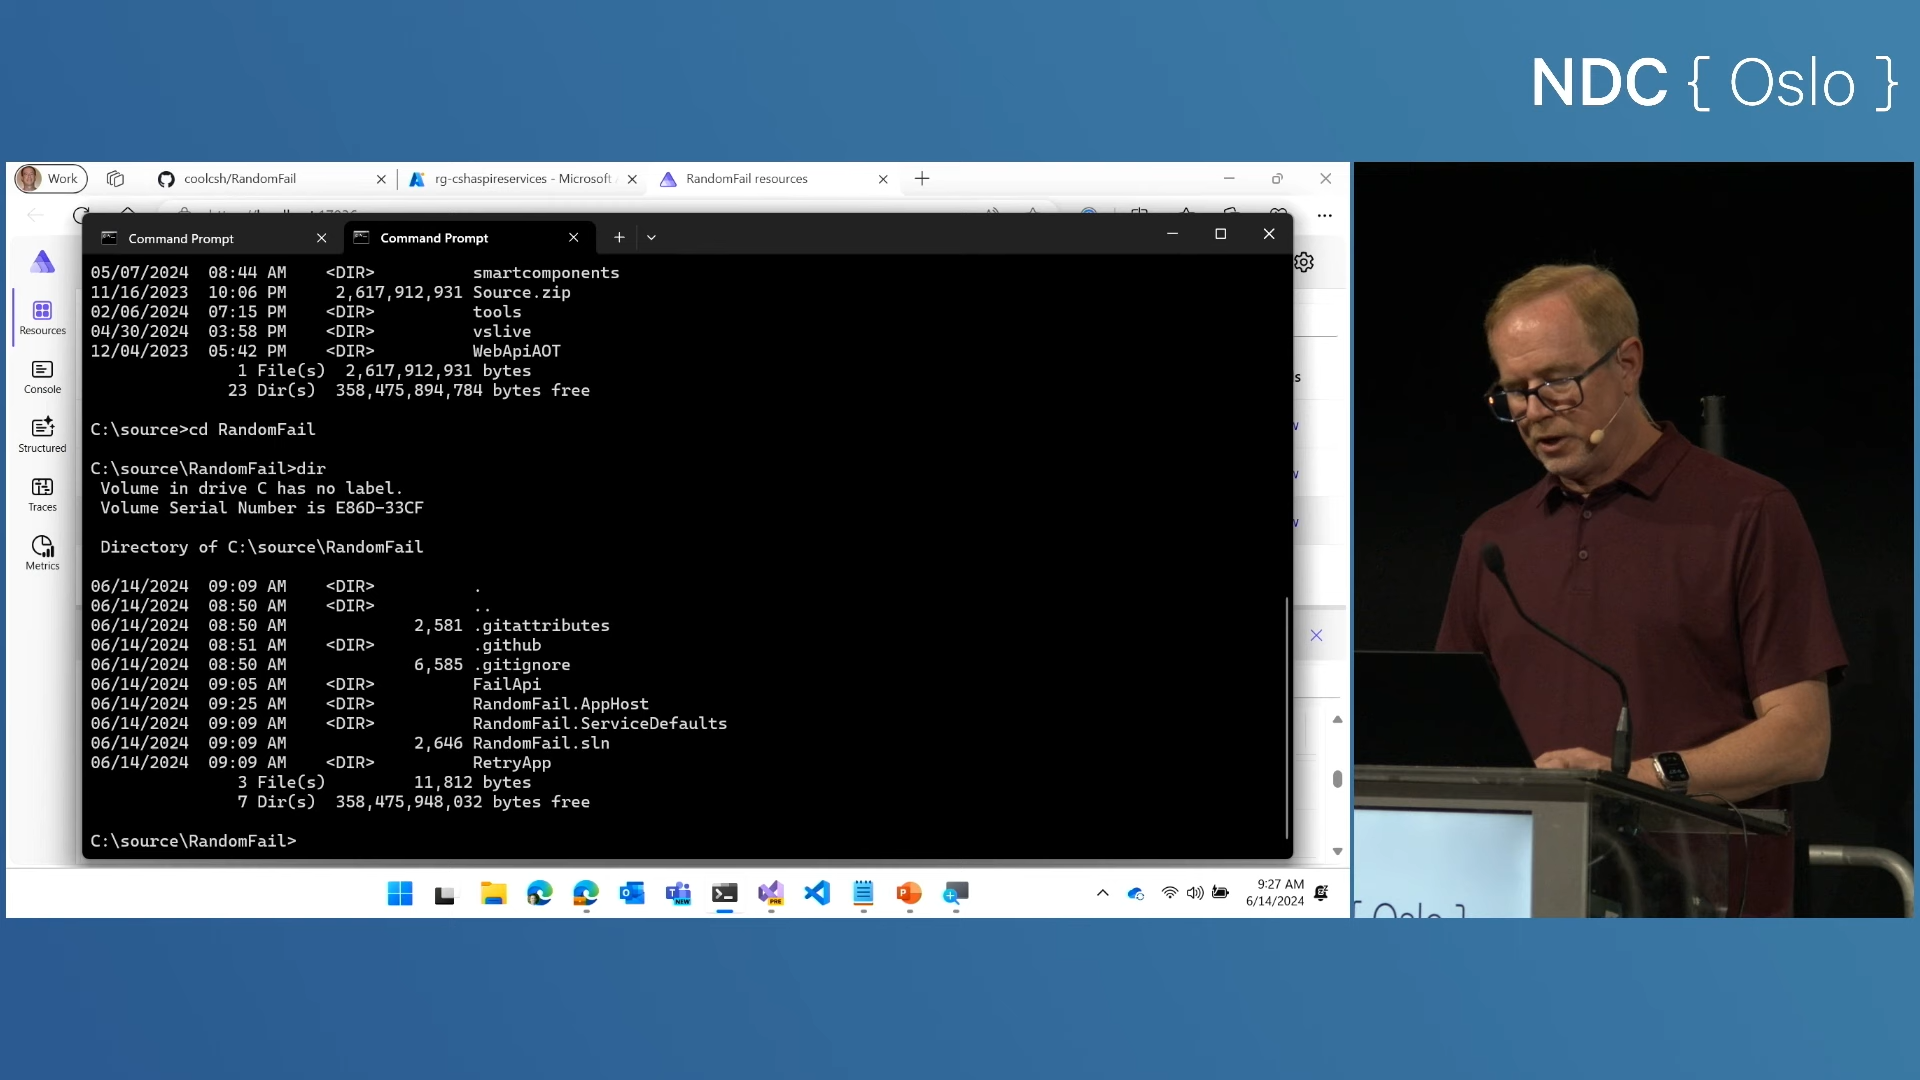 NDC { Oslo }
Work
coolcsh/RandomFail
rg-cshaspireservices - Microsoft
RandomFail resources
Command Prompt
Command Prompt
05/07/2024 08:44 AM <DIR> smartcomponents
11/16/2023 10:06 PM 2,617,912,931 Source.zip
02/06/2024 07:15 PM <DIR> tools
04/30/2024 03:58 PM <DIR> vslive
12/04/2023 05:42 PM <DIR> WebApiAOT
1 File(s) 2,617,912,931 bytes
23 Dir(s) 358,475,894,784 bytes free
C:\source>cd RandomFail
C:\source\RandomFail>dir
Volume in drive C has no label.
Volume Serial Number is E86D-33CF
Directory of C:\source\RandomFail
06/14/2024 09:09 AM <DIR> .
06/14/2024 08:50 AM <DIR> ..
06/14/2024 08:50 AM 2,581 .gitattributes
06/14/2024 08:51 AM <DIR> .github
06/14/2024 08:50 AM 6,585 .gitignore
06/14/2024 09:05 AM <DIR> FailApi
06/14/2024 09:25 AM <DIR> RandomFail.AppHost
06/14/2024 09:09 AM <DIR> RandomFail.ServiceDefaults
06/14/2024 09:09 AM 2,646 RandomFail.sln
06/14/2024 09:09 AM <DIR> RetryApp
3 File(s) 11,812 bytes
7 Dir(s) 358,475,948,032 bytes free
C:\source\RandomFail>
Resources
Console
Structured
Traces
Metrics
9:27 AM
6/14/2024